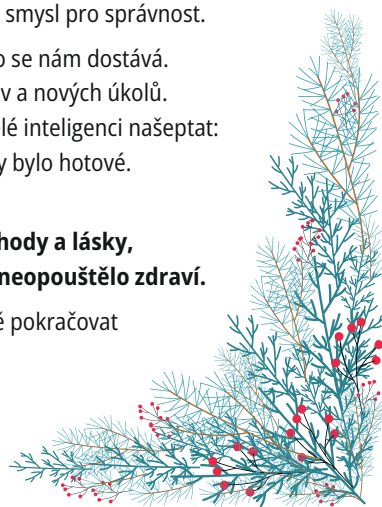 smysl pro správnost.
o se nám dostává.
v a nových úkolů.
lé inteligenci našeptat:
y bylo hotové.
hody a lásky,
neopouštělo zdraví.
ě pokračovat